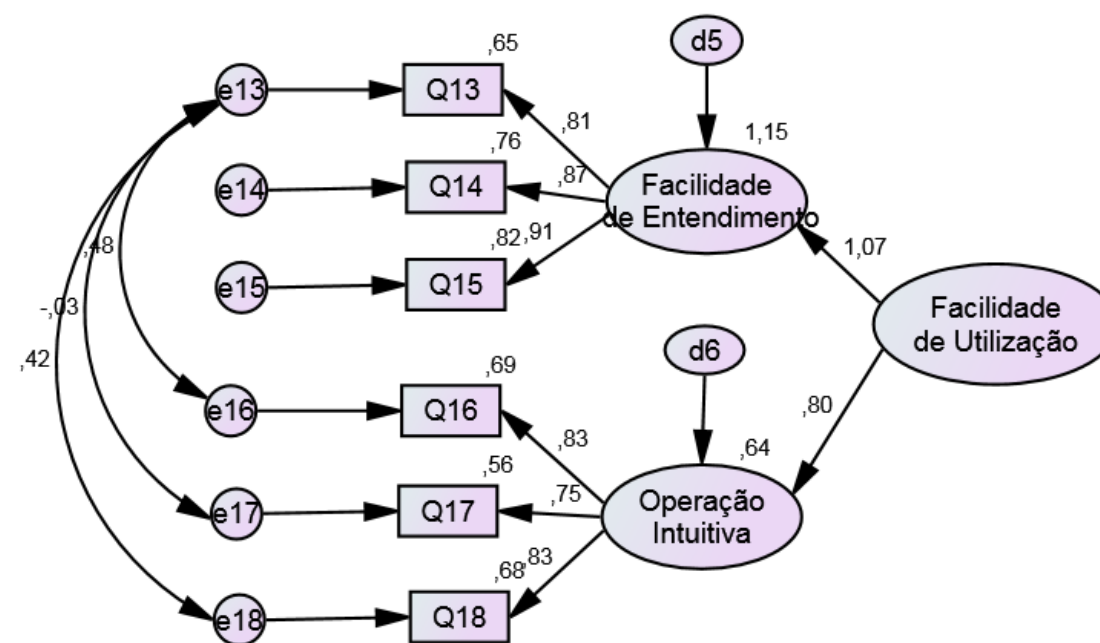 ,65
d5
e13
Q13
,81
1,15
,76
e14
Q14
,87
Facilidade
de Entendimento
,48
,82
,91
e15
Q15
1,07
-,03
Facilidade
de Utilização
,42
d6
,69
e16
Q16
,80
,83
,64
,56
e17
Q17
,75
Operação
Intuitiva
,68
,83
e18
Q18